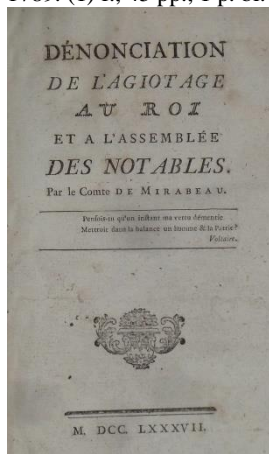 DÉNONCIATION
DE L'AGIOTAGE
AU ROI
ET A L'ASSEMBLÉE
DES NOTABLES.
Par le Comte DE MIRABEAU.
Pensois-tu qu'un instant ma vertu démentie
Mettroit dans la balance un homme & la Patrie?
Voltaire.
M. DCC. LXXXVII.